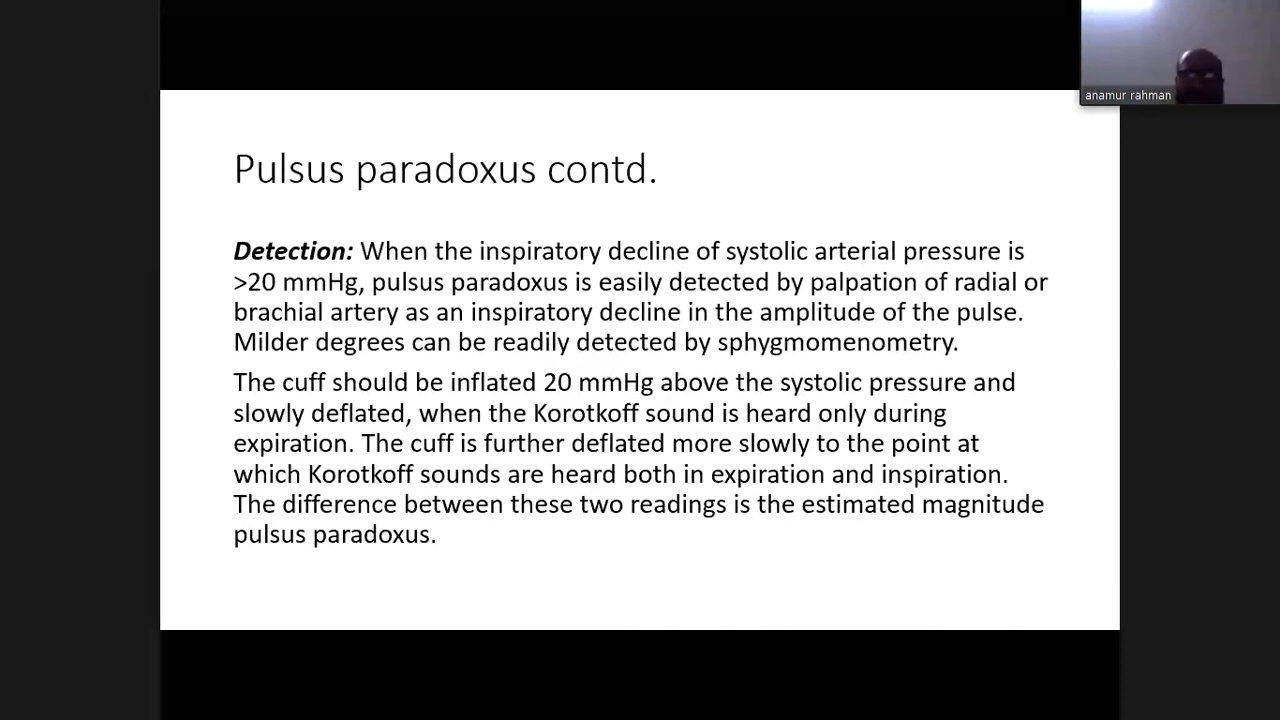 anamur rahman
Pulsus paradoxus contd.
Detection: When the inspiratory decline of systolic arterial pressure is
>20 mmHg, pulsus paradoxus is easily detected by palpation of radial or
brachial artery as an inspiratory decline in the amplitude of the pulse.
Milder degrees can be readily detected by sphygmomenometry.
The cuff should be inflated 20 mmHg above the systolic pressure and
slowly deflated, when the Korotkoff sound is heard only during
expiration. The cuff is further deflated more slowly to the point at
which Korotkoff sounds are heard both in expiration and inspiration.
The difference between these two readings is the estimated magnitude
pulsus paradoxus.